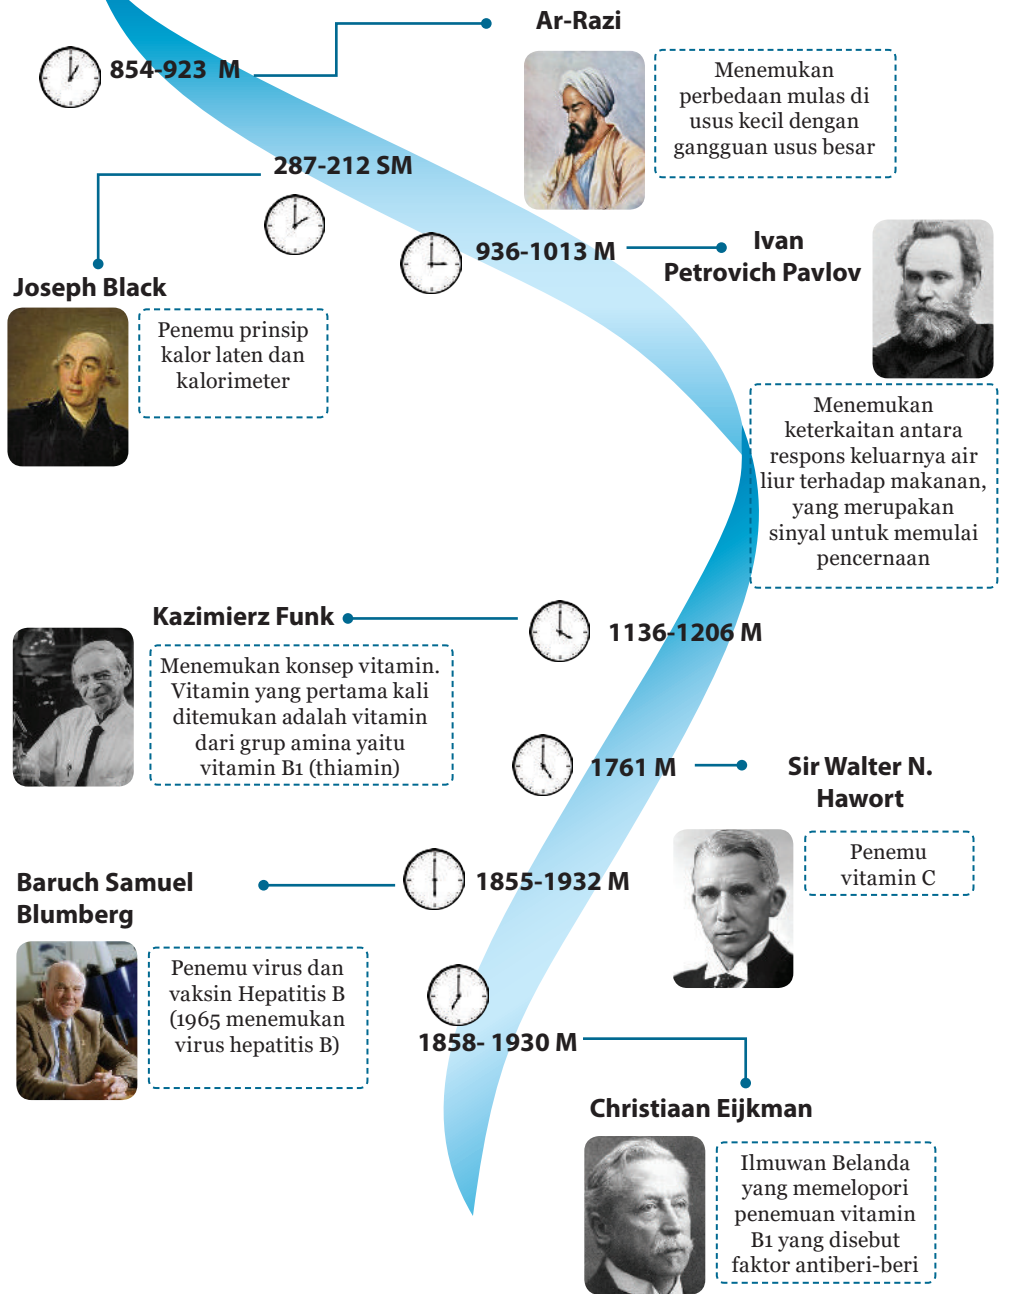 Ar-Razi
854-923 M
Menemukan
perbedaan mulas di
usus kecil dengan
gangguan usus besar
287-212 SM
Joseph Black
Penemu prinsip
kalor laten dan
kalorimeter
936-1013 M
Ivan
Petrovich Pavlov
Menemukan
keterkaitan antara
respons keluarnya air
liur terhadap makanan,
yang merupakan
sinyal untuk memulai
pencernaan
Kazimierz Funk
1136-1206 M
Menemukan konsep vitamin.
Vitamin yang pertama kali
ditemukan adalah vitamin
dari grup amina yaitu
vitamin B1 (thiamin)
1761 M
Sir Walter N.
Hawort
Penemu
vitamin C
1855-1932 M
Baruch Samuel
Blumberg
Penemu virus dan
vaksin Hepatitis B
(1965 menemukan
virus hepatitis B)
1858- 1930 M
Christiaan Eijkman
Ilmuwan Belanda
yang memelopori
penemuan vitamin
B1 yang disebut
faktor antiberi-beri